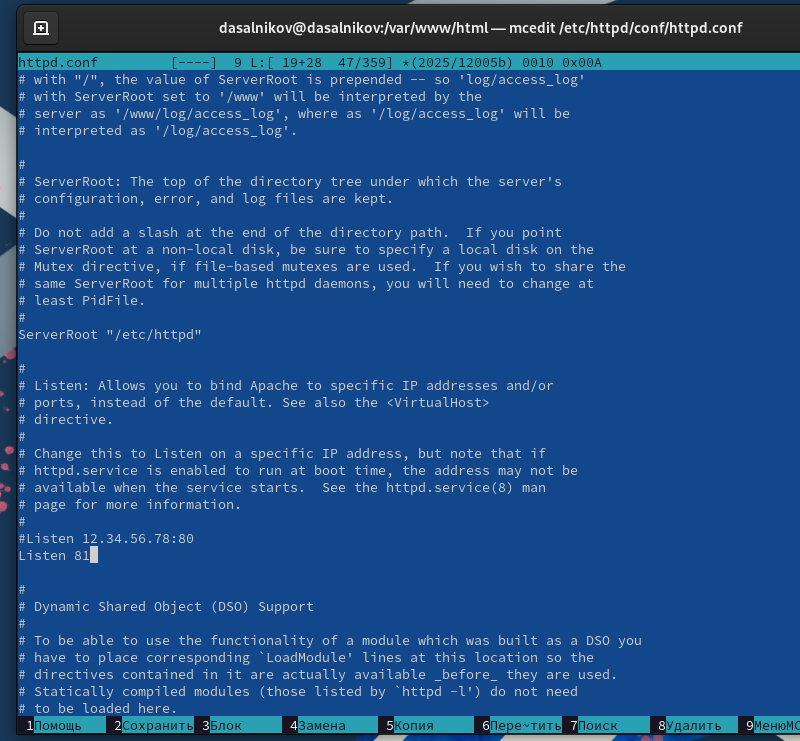 dasalnikov@dasalnikov:/var/www/html — mcedit /etc/httpd/conf/httpd.conf
httpd.conf         [----]  9 L:[ 19+28  47/359] *(2025/12005b) 0010 0x00A
# with "/", the value of ServerRoot is prepended -- so 'log/access_log'
# with ServerRoot set to '/www' will be interpreted by the
# server as '/www/log/access_log', where as '/log/access_log' will be
# interpreted as '/log/access_log'.
#
# ServerRoot: The top of the directory tree under which the server's
# configuration, error, and log files are kept.
#
# Do not add a slash at the end of the directory path.  If you point
# ServerRoot at a non-local disk, be sure to specify a local disk on the
# Mutex directive, if file-based mutexes are used.  If you wish to share the
# same ServerRoot for multiple httpd daemons, you will need to change at
# least PidFile.
#
ServerRoot "/etc/httpd"
#
# Listen: Allows you to bind Apache to specific IP addresses and/or
# ports, instead of the default. See also the <VirtualHost>
# directive.
#
# Change this to Listen on a specific IP address, but note that if
# httpd.service is enabled to run at boot time, the address may not be
# available when the service starts.  See the httpd.service(8) man
# page for more information.
#
#Listen 12.34.56.78:80
Listen 81
#
# Dynamic Shared Object (DSO) Support
#
# To be able to use the functionality of a module which was built as a DSO you
# have to place corresponding `LoadModule' lines at this location so the
# directives contained in it are actually available _before_ they are used.
# Statically compiled modules (those listed by `httpd -l') do not need
# to be loaded here.
1Помощь 2Сохранить 3Блок 4Замена 5Копия 6Пере~тить 7Поиск 8Удалить 9МенюMC